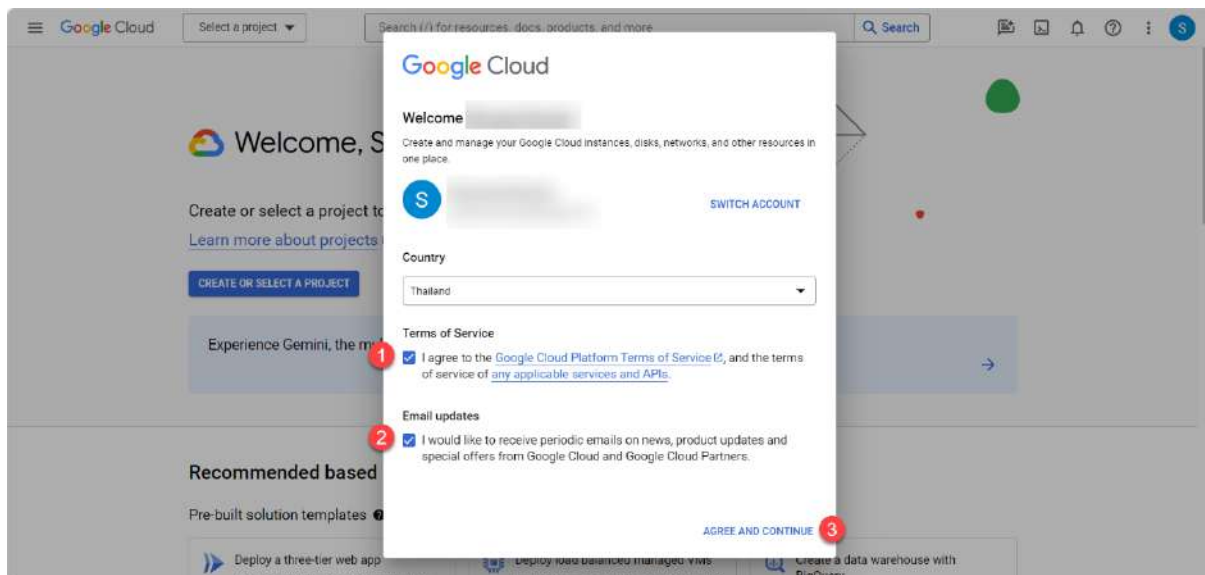 Google Cloud
Select a project
Search (/) for resources, docs, products, and more
Search
S
Google Cloud
Welcome
Create and manage your Google Cloud instances, disks, networks, and other resources in
one place.
S
SWITCH ACCOUNT
Country
Thailand
Terms of Service
1
I agree to the Google Cloud Platform Terms of Service, and the terms
of service of any applicable services and APIs.
Email updates
2
I would like to receive periodic emails on news, product updates and
special offers from Google Cloud and Google Cloud Partners.
AGREE AND CONTINUE
3
Welcome, S
Create or select a project to
Learn more about projects
CREATE OR SELECT A PROJECT
Experience Gemini, the
Recommended based
Pre-built solution templates
Deploy a three-tier web app
Deploy load balanced managed VMs
Create a data warehouse with
BigQuery